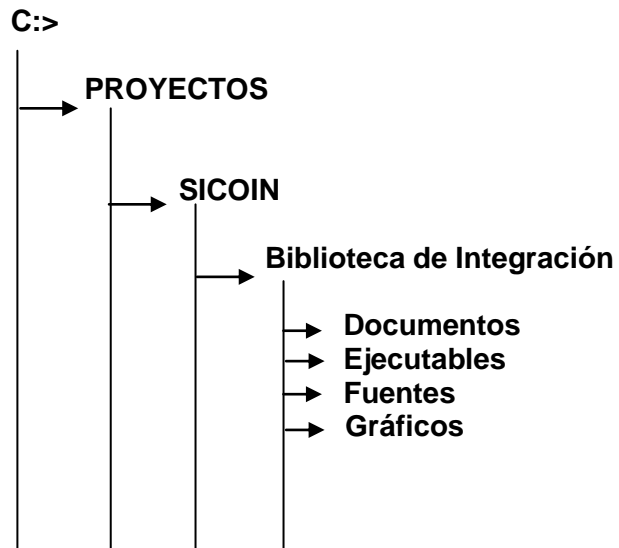 C:>
PROYECTOS
SICOIN
Biblioteca de Integración
Documentos
Ejecutables
Fuentes
Gráficos